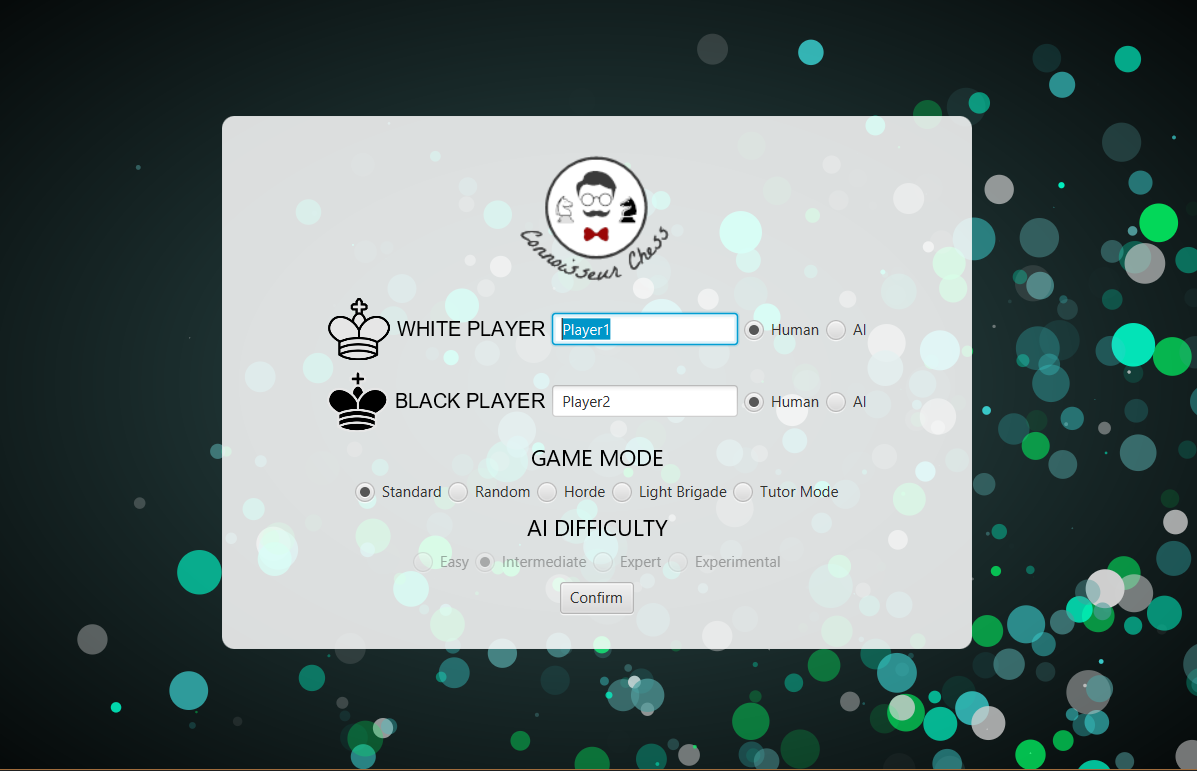 Connoisseur Chess
WHITE PLAYER Player1 Human AI
BLACK PLAYER Player2 Human AI
GAME MODE
Standard Random Horde Light Brigade Tutor Mode
AI DIFFICULTY
Easy Intermediate Expert Experimental
Confirm